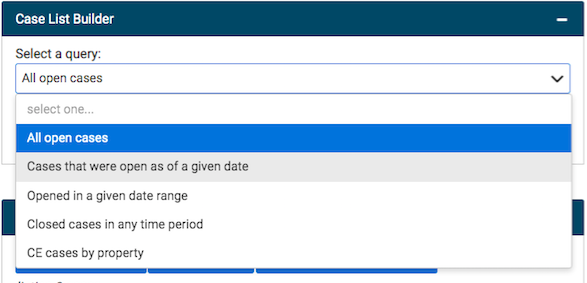 Case List Builder
Select a query:
All open cases
select one...
All open cases
Cases that were open as of a given date
Opened in a given date range
Closed cases in any time period
CE cases by property